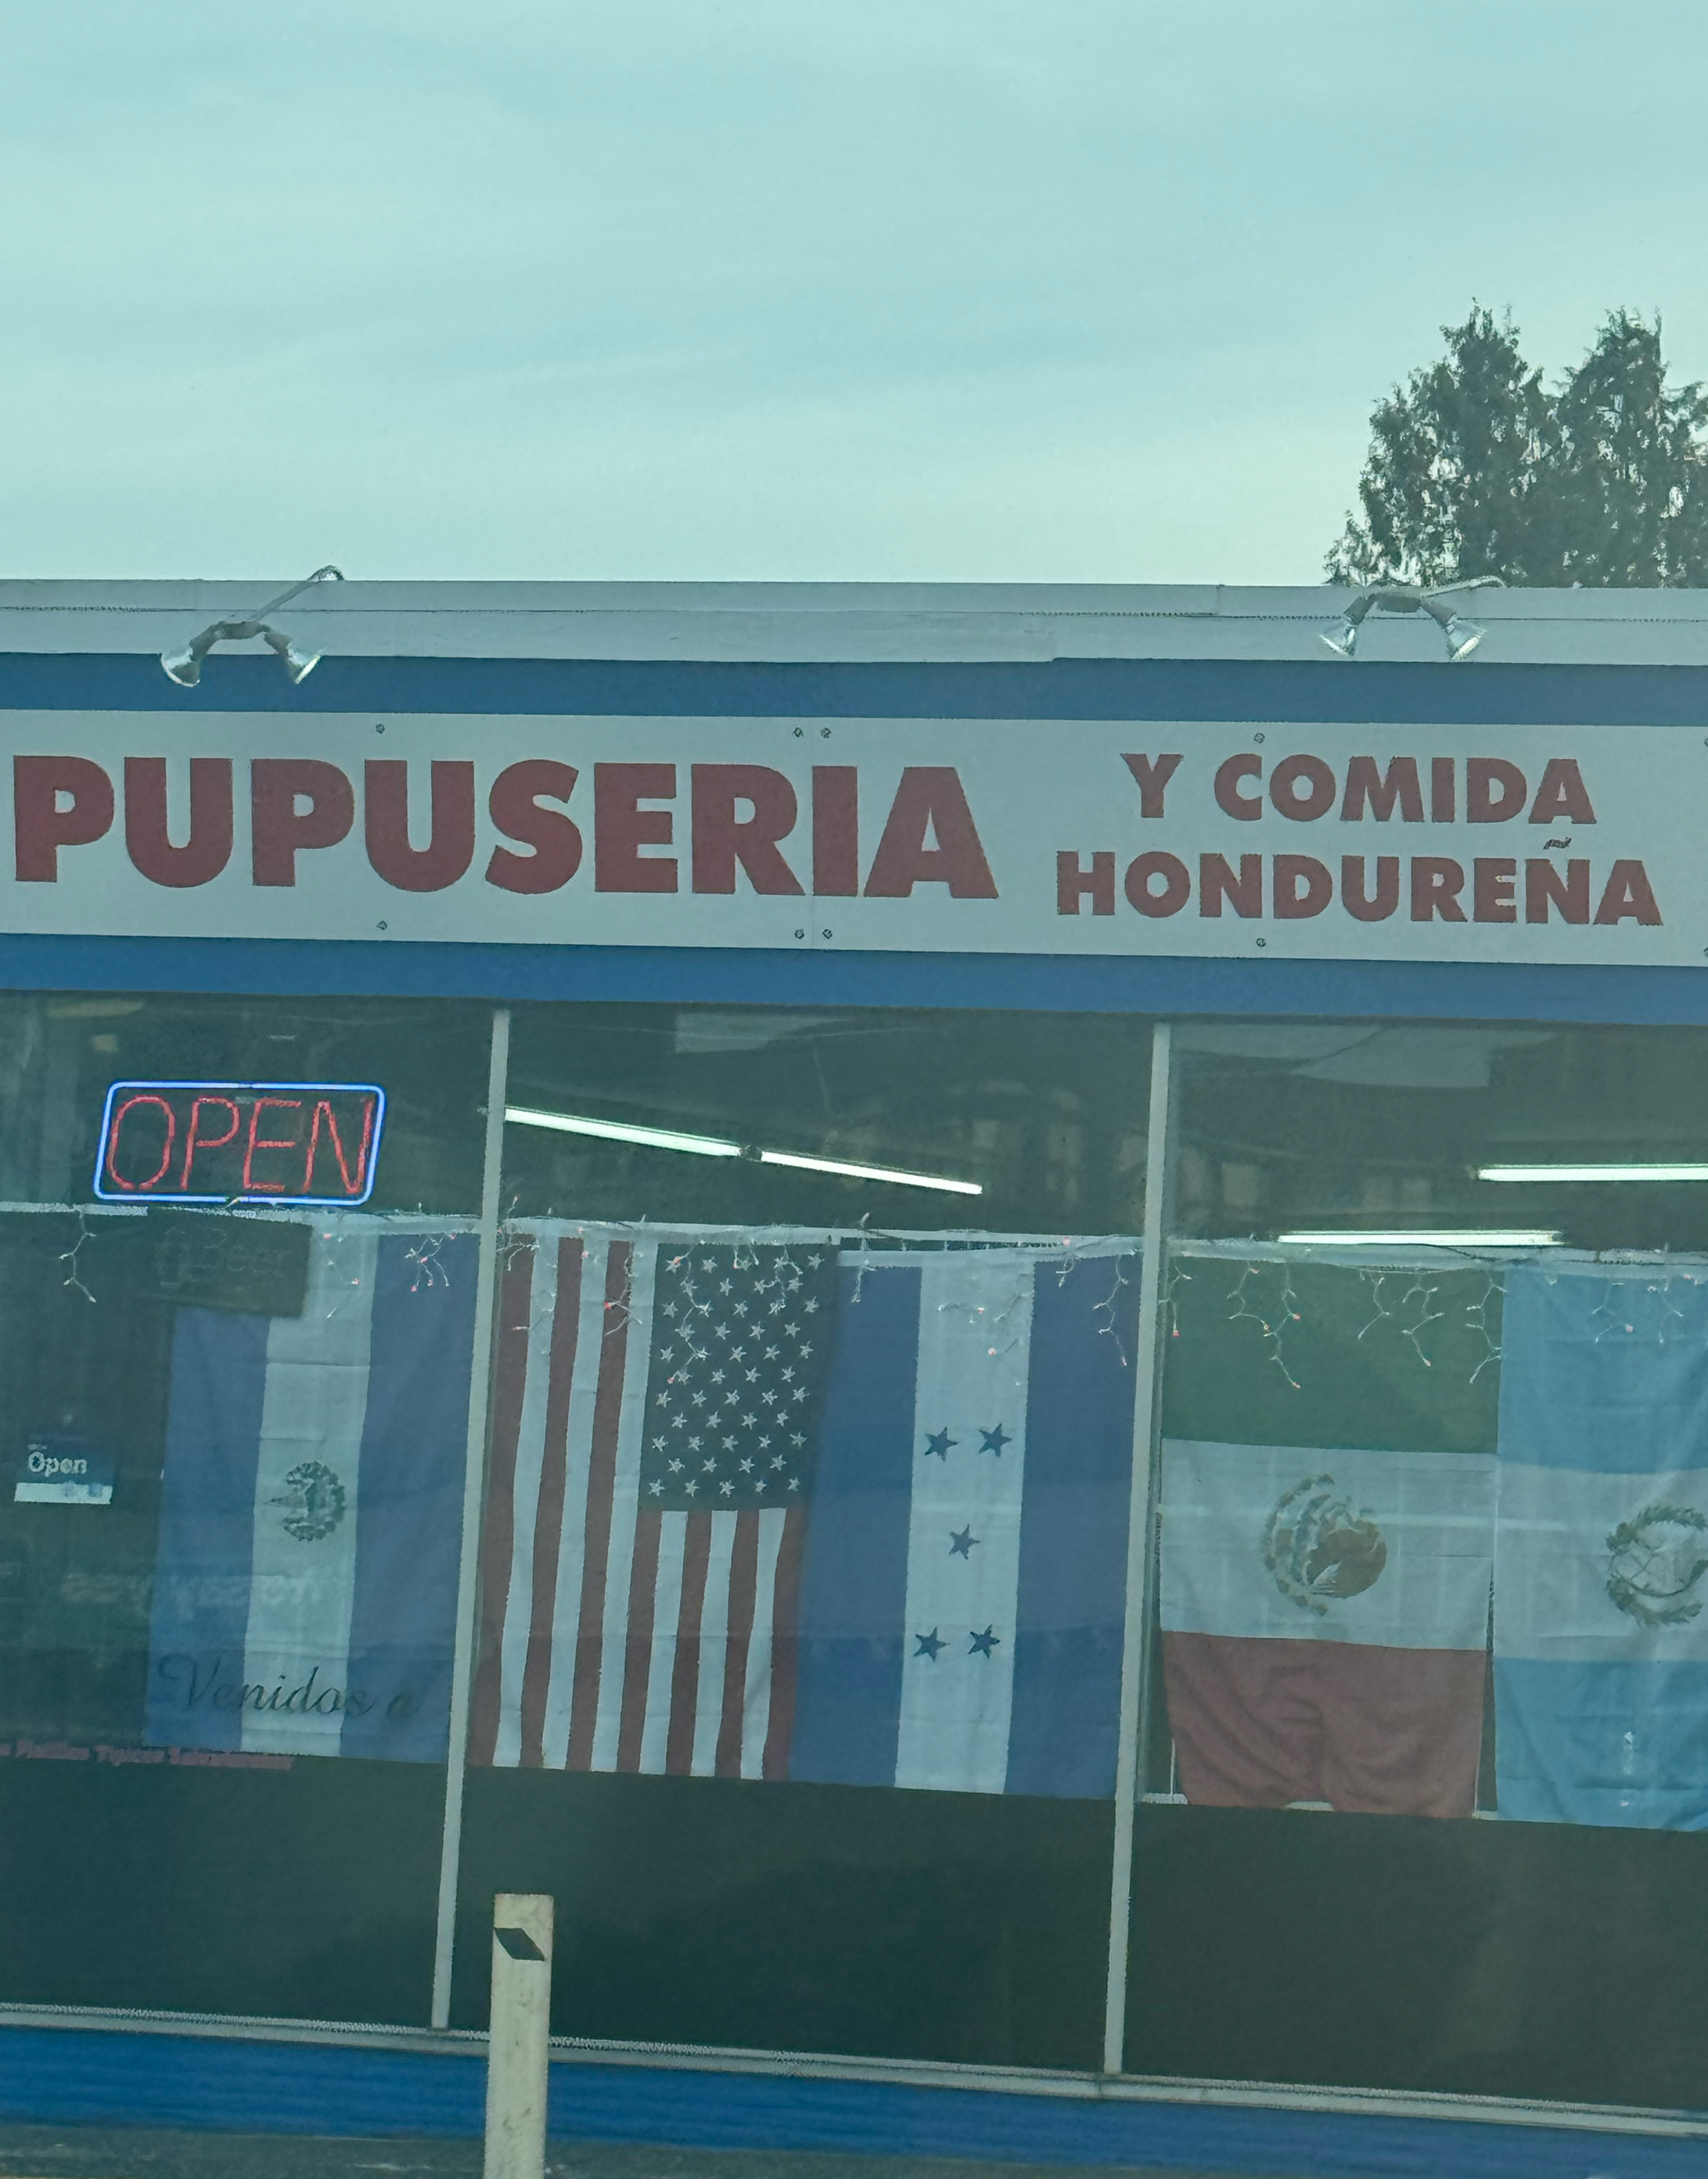 PUPUSERIA
Y COMIDA
HONDUREÑA
OPEN
Open
Venidos a